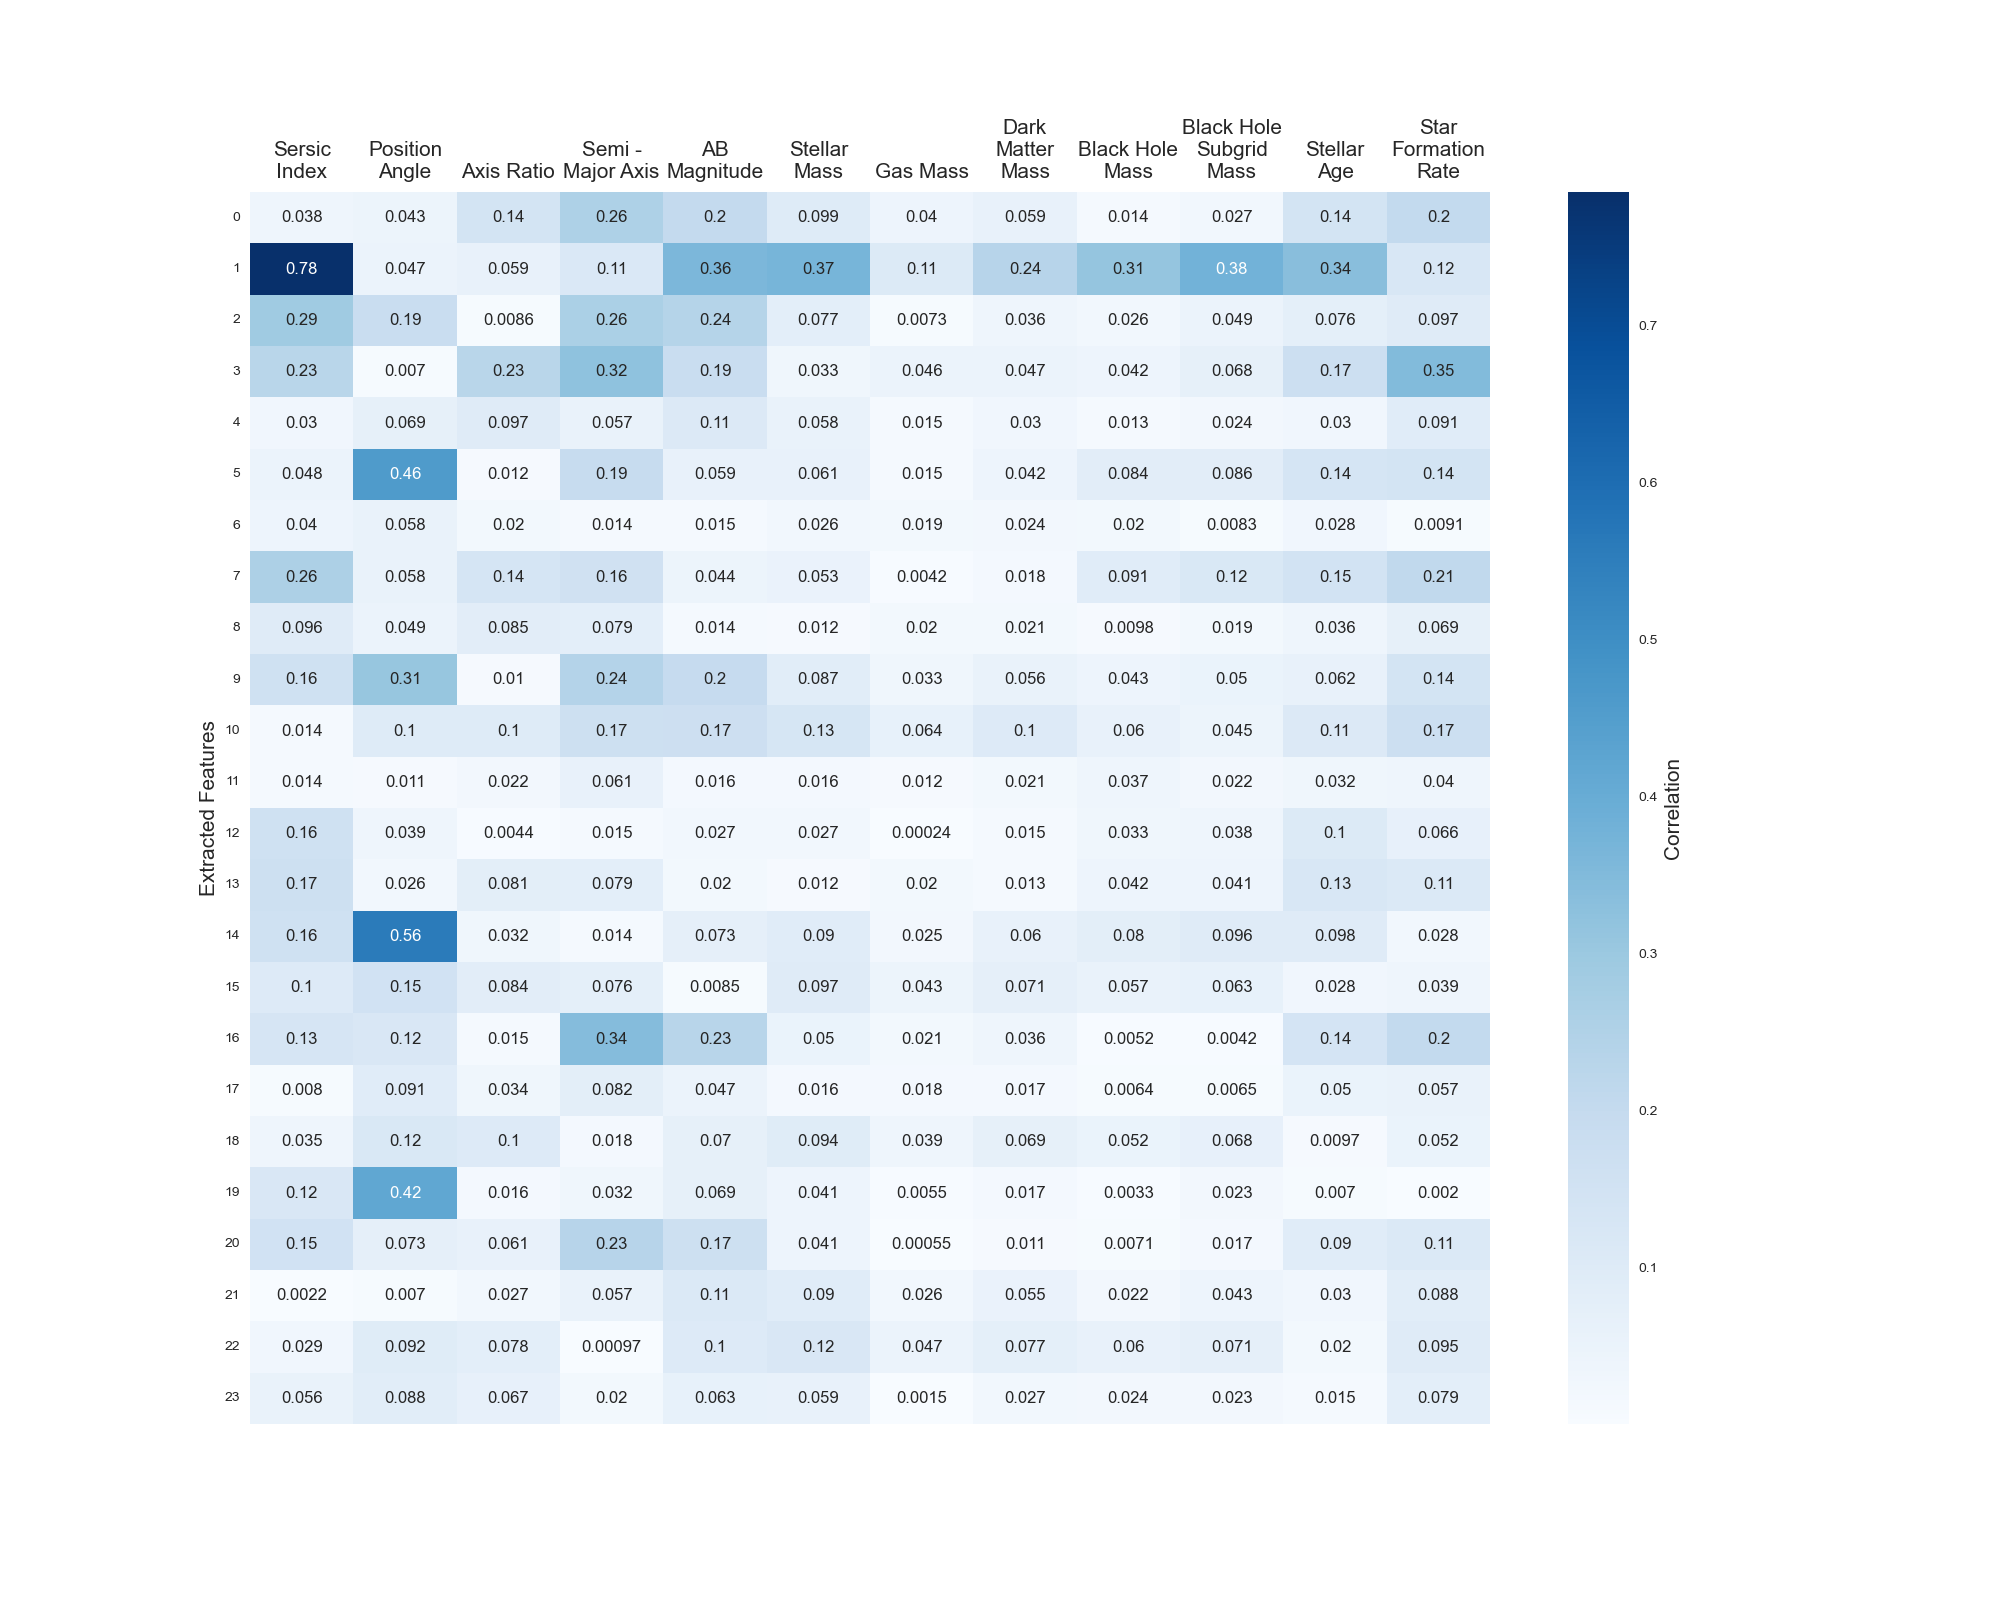 Sersic
Index
Position
Angle
Axis Ratio
Semi -
Major Axis
AB
Magnitude
Stellar
Mass
Gas Mass
Dark
Matter
Mass
Black Hole
Mass
Black Hole
Subgrid
Mass
Stellar
Age
Star
Formation
Rate
0 0.038 0.043 0.14 0.26 0.2 0.099 0.04 0.059 0.014 0.027 0.14 0.2
1 0.78 0.047 0.059 0.11 0.36 0.37 0.11 0.24 0.31 0.38 0.34 0.12
2 0.29 0.19 0.0086 0.26 0.24 0.077 0.0073 0.036 0.026 0.049 0.076 0.097
3 0.23 0.007 0.23 0.32 0.19 0.033 0.046 0.047 0.042 0.068 0.17 0.35
4 0.03 0.069 0.097 0.057 0.11 0.058 0.015 0.03 0.013 0.024 0.03 0.091
5 0.048 0.46 0.012 0.19 0.059 0.061 0.015 0.042 0.084 0.086 0.14 0.14
6 0.04 0.058 0.02 0.014 0.015 0.026 0.019 0.024 0.02 0.0083 0.028 0.0091
7 0.26 0.058 0.14 0.16 0.044 0.053 0.0042 0.018 0.091 0.12 0.15 0.21
8 0.096 0.049 0.085 0.079 0.014 0.012 0.02 0.021 0.0098 0.019 0.036 0.069
9 0.16 0.31 0.01 0.24 0.2 0.087 0.033 0.056 0.043 0.05 0.062 0.14
10 0.014 0.1 0.1 0.17 0.17 0.13 0.064 0.1 0.06 0.045 0.11 0.17
11 0.014 0.011 0.022 0.061 0.016 0.016 0.012 0.021 0.037 0.022 0.032 0.04
12 0.16 0.039 0.0044 0.015 0.027 0.027 0.00024 0.015 0.033 0.038 0.1 0.066
13 0.17 0.026 0.081 0.079 0.02 0.012 0.02 0.013 0.042 0.041 0.13 0.11
14 0.16 0.56 0.032 0.014 0.073 0.09 0.025 0.06 0.08 0.096 0.098 0.028
15 0.1 0.15 0.084 0.076 0.0085 0.097 0.043 0.071 0.057 0.063 0.028 0.039
16 0.13 0.12 0.015 0.34 0.23 0.05 0.021 0.036 0.0052 0.0042 0.14 0.2
17 0.008 0.091 0.034 0.082 0.047 0.016 0.018 0.017 0.0064 0.0065 0.05 0.057
18 0.035 0.12 0.1 0.018 0.07 0.094 0.039 0.069 0.052 0.068 0.0097 0.052
19 0.12 0.42 0.016 0.032 0.069 0.041 0.0055 0.017 0.0033 0.023 0.007 0.002
20 0.15 0.073 0.061 0.23 0.17 0.041 0.00055 0.011 0.0071 0.017 0.09 0.11
21 0.0022 0.007 0.027 0.057 0.11 0.09 0.026 0.055 0.022 0.043 0.03 0.088
22 0.029 0.092 0.078 0.00097 0.1 0.12 0.047 0.077 0.06 0.071 0.02 0.095
23 0.056 0.088 0.067 0.02 0.063 0.059 0.0015 0.027 0.024 0.023 0.015 0.079
Extracted Features
0.7
0.6
0.5
0.4
0.3
0.2
0.1
Correlation